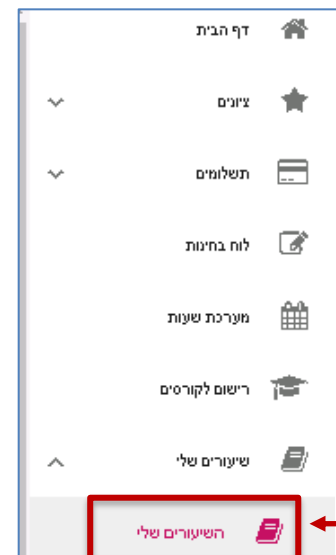 דף הבית
ציונים
תשלומים
לוח בחינות
מערכת שעות
רישום לקורסים
שיעורים שלי
השיעורים שלי